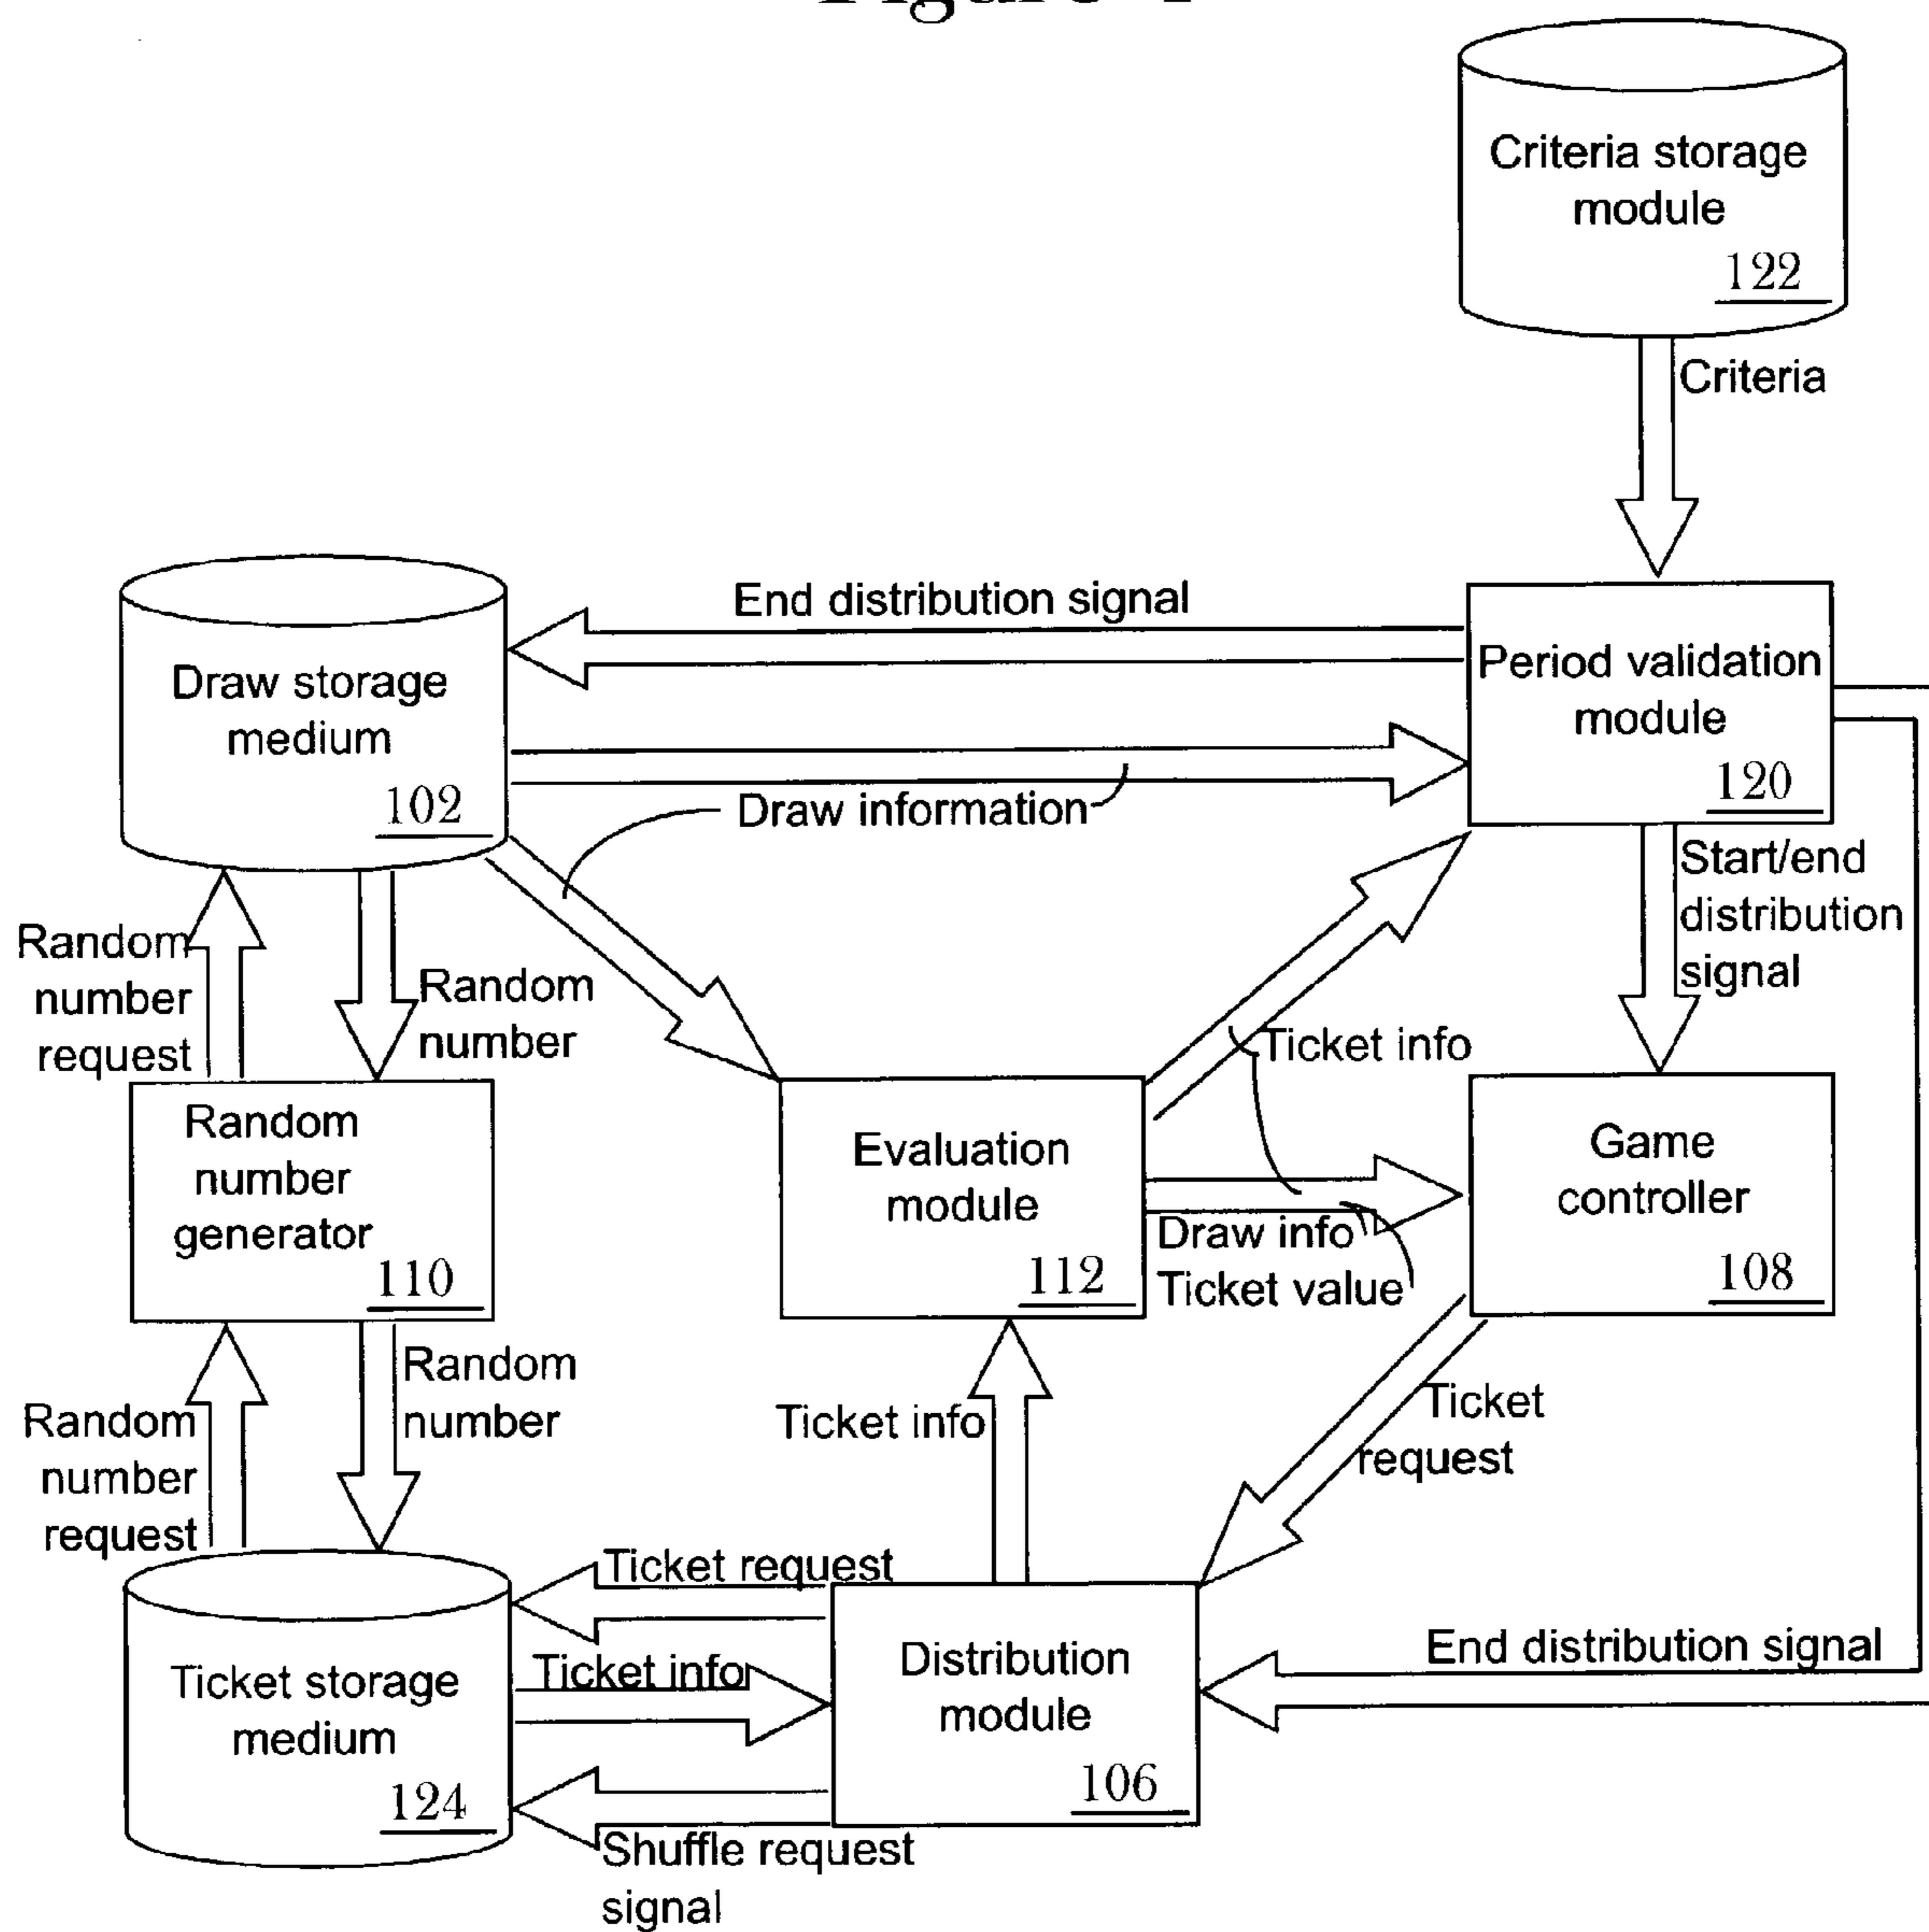 Criteria storage
module
122
Criteria
End distribution signal
Draw storage
medium
102
Period validation
module
120
Draw information
Start/end
distribution
signal
Random
number
request
Random
number
Ticket info
Random
number
generator
110
Evaluation
module
112
Game
controller
108
Draw info
Ticket value
Random
number
request
Random
number
Ticket info
Ticket
request
Ticket request
Ticket info
Ticket storage
medium
124
Distribution
module
106
End distribution signal
Shuffle request
signal